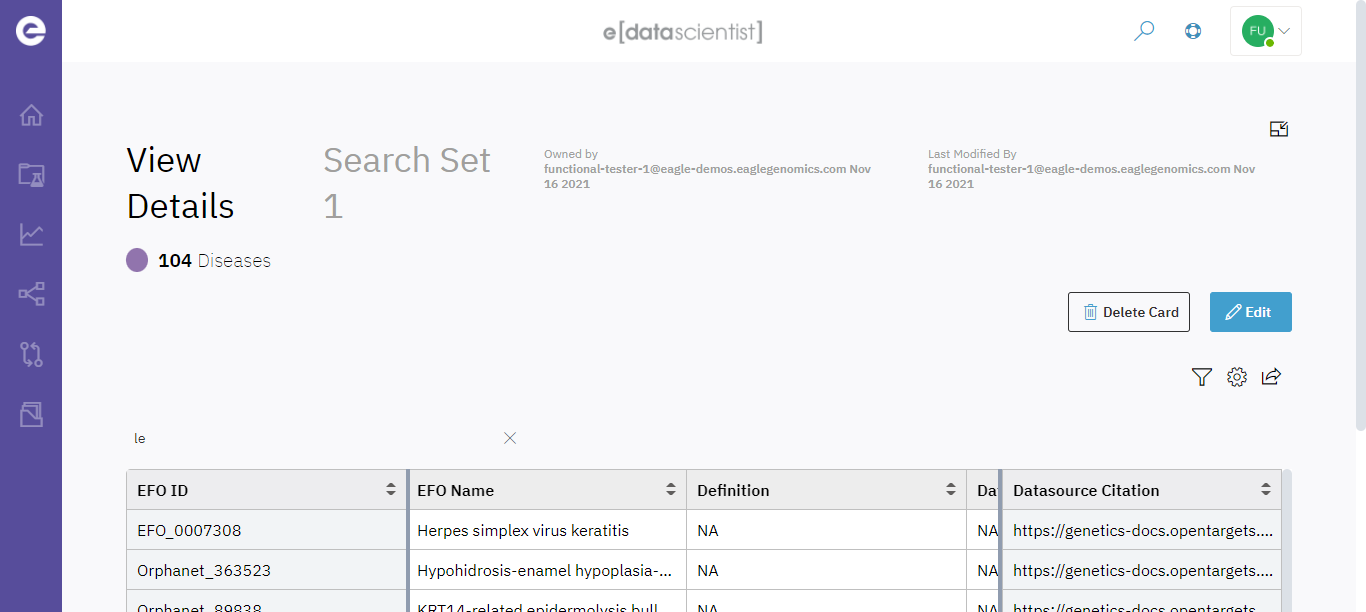 e[datascientist]
FU
View Details
Search Set 1
Owned by
functional-tester-1@eagle-demos.eaglegenomics.com Nov
16 2021
Last Modified By
functional-tester-1@eagle-demos.eaglegenomics.com Nov
16 2021
104 Diseases
Delete Card
Edit
le
EFO ID EFO Name Definition Da Datasource Citation
EFO_0007308 Herpes simplex virus keratitis NA NA https://genetics-docs.opentargets....
Orphanet_363523 Hypohidrosis-enamel hypoplasia-... NA NA https://genetics-docs.opentargets....
Orphanet_89838 KRT14-related epidermolysis bull... NA NA https://genetics-docs.opentargets....